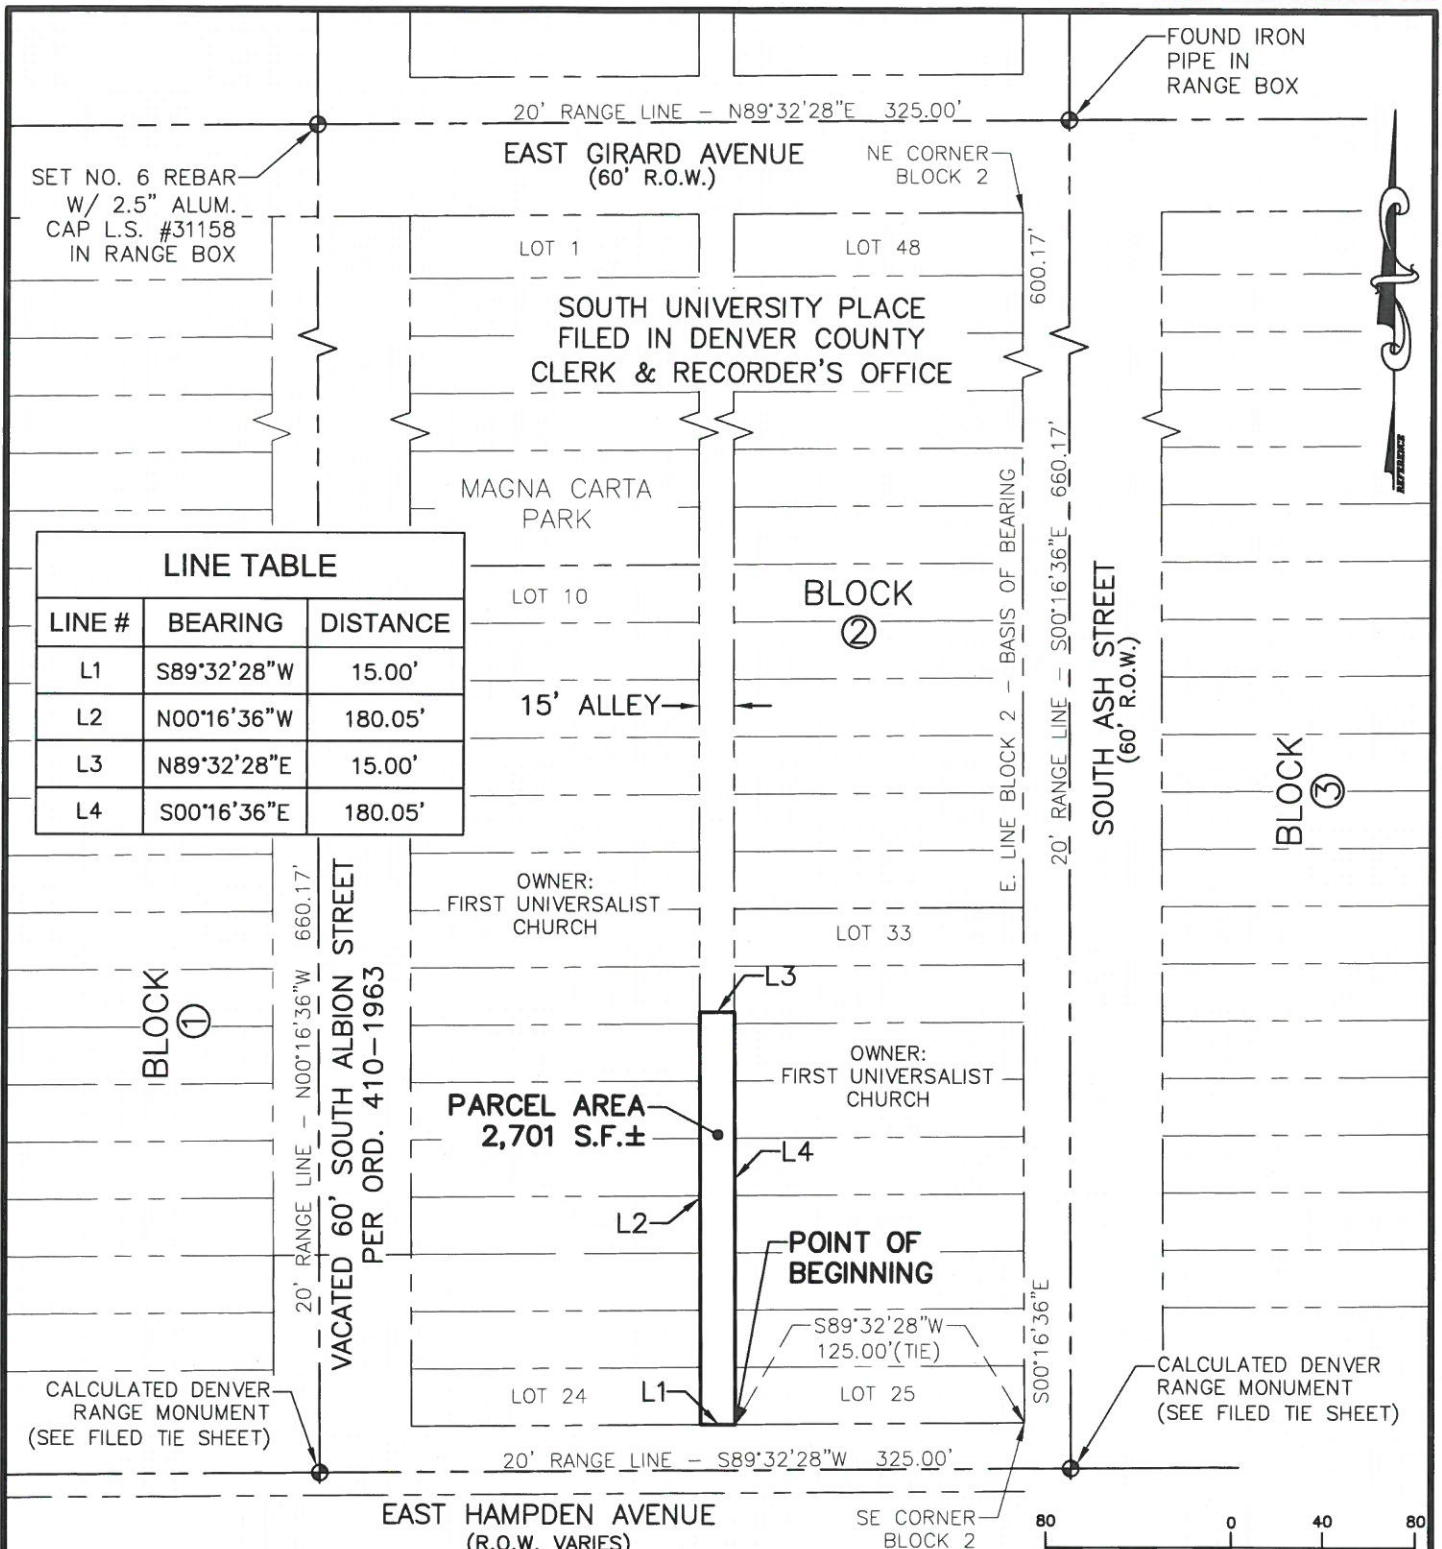 FOUND IRON
PIPE IN
RANGE BOX
20' RANGE LINE - N89°32'28"E 325.00'
EAST GIRARD AVENUE
(60' R.O.W.)
NE CORNER
BLOCK 2
SET NO. 6 REBAR
W/ 2.5" ALUM.
CAP L.S. #31158
IN RANGE BOX
LOT 1
LOT 48
600.17'
SOUTH UNIVERSITY PLACE
FILED IN DENVER COUNTY
CLERK & RECORDER'S OFFICE
REFERENCE
MAGNA CARTA
PARK
LINE TABLE
LINE # BEARING DISTANCE
L1 S89°32'28"W 15.00'
L2 N00°16'36"W 180.05'
L3 N89°32'28"E 15.00'
L4 S00°16'36"E 180.05'
LOT 10
BLOCK
2
15' ALLEY
E. LINE BLOCK 2 - BASIS OF BEARING
S00°16'36"E
20' RANGE LINE - S00°16'36"E 660.17'
SOUTH ASH STREET
(60' R.O.W.)
BLOCK
3
OWNER:
FIRST UNIVERSALIST
CHURCH
LOT 33
BLOCK
1
20' RANGE LINE - N00°16'36"W 660.17'
VACATED 60' SOUTH ALBION STREET
PER ORD. 410-1963
L3
OWNER:
FIRST UNIVERSALIST
CHURCH
PARCEL AREA
2,701 S.F.±
L4
L2
POINT OF
BEGINNING
S89°32'28"W
125.00'(TIE)
CALCULATED DENVER
RANGE MONUMENT
(SEE FILED TIE SHEET)
LOT 24
L1
LOT 25
CALCULATED DENVER
RANGE MONUMENT
(SEE FILED TIE SHEET)
20' RANGE LINE - S89°32'28"W 325.00'
EAST HAMPDEN AVENUE
(R.O.W. VARIES)
SE CORNER
BLOCK 2
80 0 40 80